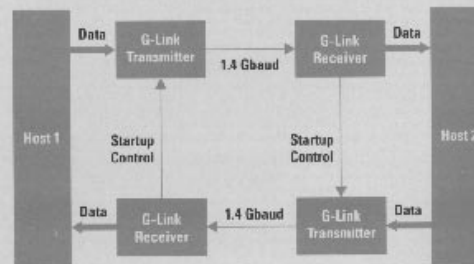 Data
G-Link
Transmitter
1.4 Gbaud
G-Link
Receiver
Data
Host 1
Startup
Control
Startup
Control
Host 2
Data
G-Link
Receiver
1.4 Gbaud
G-Link
Transmitter
Data